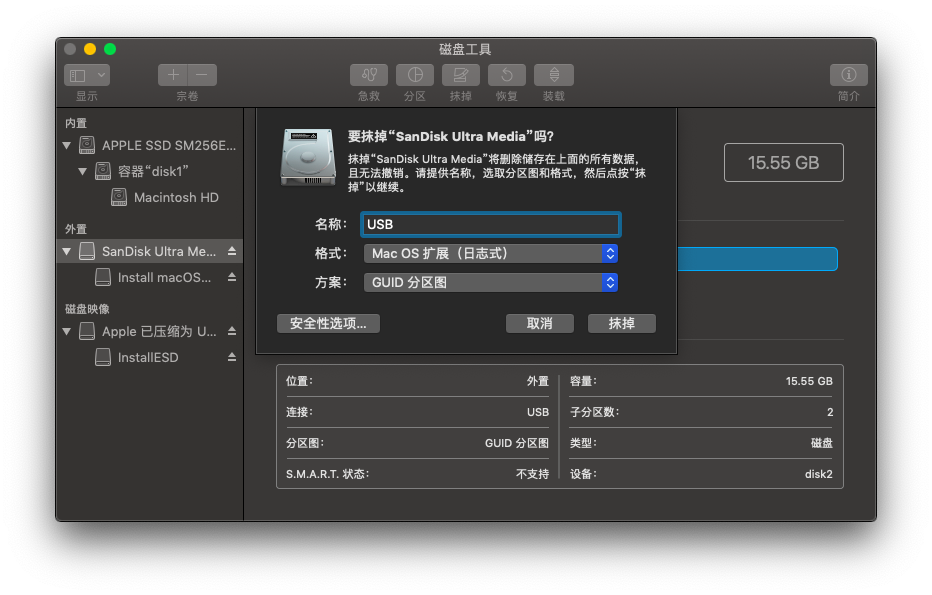 磁盘工具
显示
宗卷
急救
分区
抹掉
恢复
装载
简介
内置
APPLE SSD SM256E...
容器“disk1”
Macintosh HD
外置
SanDisk Ultra Me...
Install macOS...
磁盘映像
Apple 已压缩为 U...
InstallESD
要抹掉“SanDisk Ultra Media”吗?
抹掉“SanDisk Ultra Media”将删除储存在上面的所有数据,
且无法撤销。请提供名称,选取分区图和格式,然后点按“抹
掉”以继续。
名称: USB
格式: Mac OS 扩展(日志式)
方案: GUID 分区图
安全性选项...
取消
抹掉
15.55 GB
位置: 外置
容量: 15.55 GB
连接: USB
子分区数: 2
分区图: GUID 分区图
类型: 磁盘
S.M.A.R.T. 状态: 不支持
设备: disk2